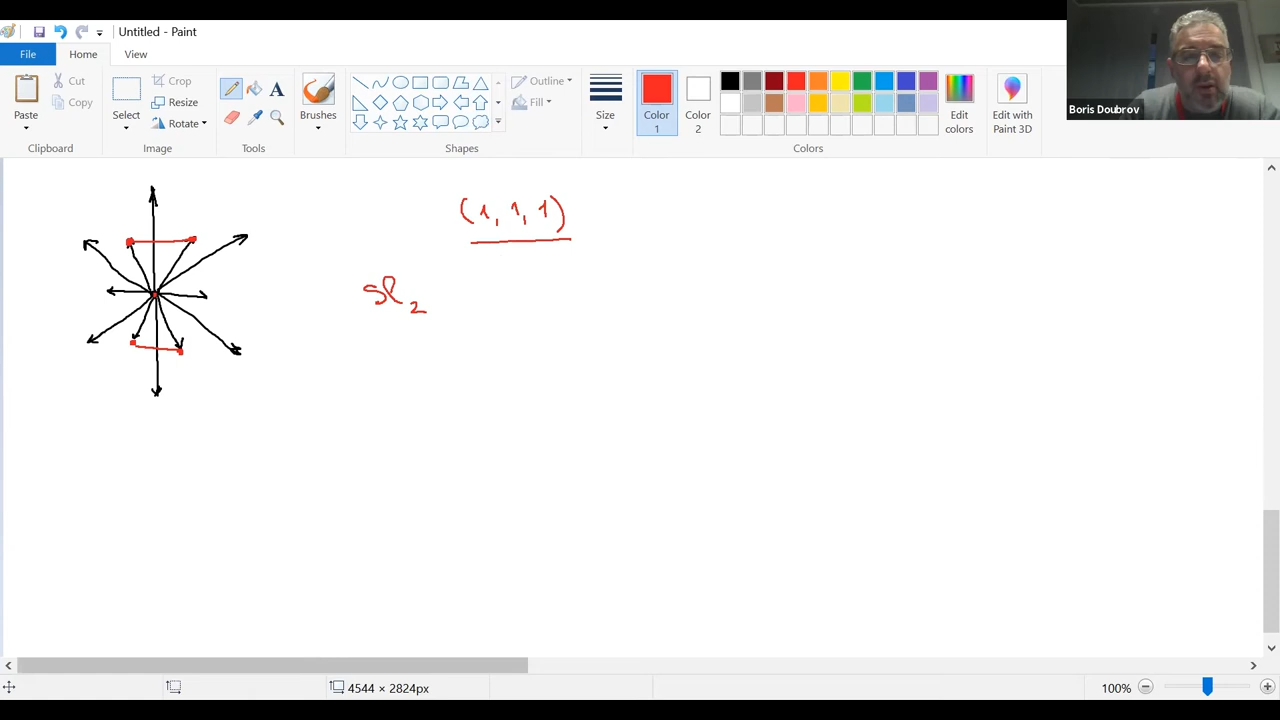 Untitled - Paint
File
Home
View
Paste
Cut
Copy
Clipboard
Select
Crop
Resize
Rotate
Image
Tools
Brushes
Shapes
Outline
Fill
Size
Color 1
Color 2
Edit colors
Edit with Paint 3D
Colors
Boris Doubrov
(1, 1, 1)
sl₂
4544 × 2824px
100%